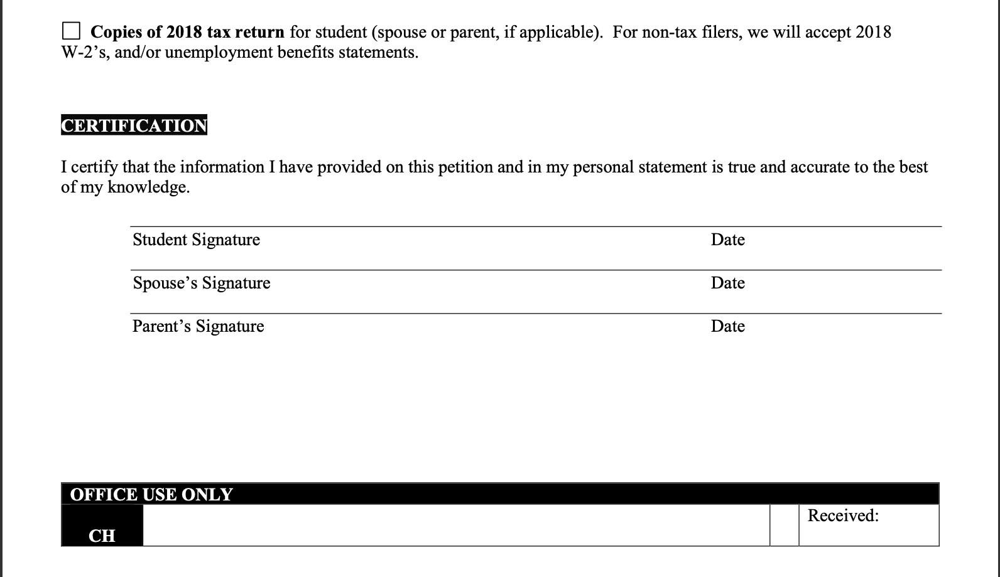 Copies of 2018 tax return for student (spouse or parent, if applicable).  For non-tax filers, we will accept 2018
W-2’s, and/or unemployment benefits statements.
CERTIFICATION
I certify that the information I have provided on this petition and in my personal statement is true and accurate to the best
of my knowledge.
Student Signature Date
Spouse’s Signature Date
Parent’s Signature Date
OFFICE USE ONLY
Received:
CH